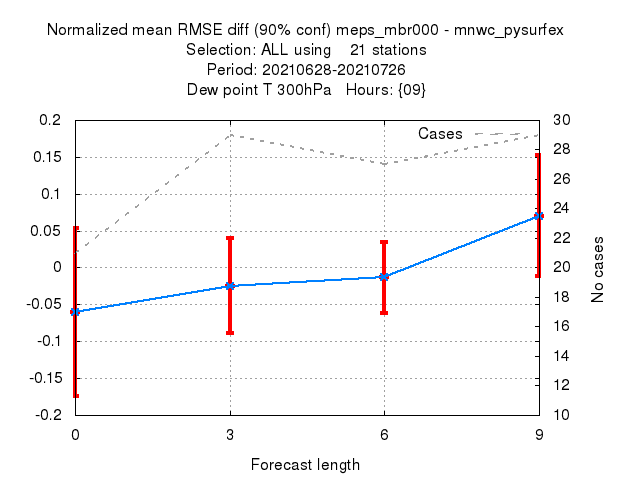 Normalized mean RMSE diff (90% conf) meps_mbr000 - mnwc_pysurfex
Selection: ALL using    21 stations
Period: 20210628-20210726
Dew point T 300hPa   Hours: {09}
Cases
0.2
0.15
0.1
0.05
0
-0.05
-0.1
-0.15
-0.2
30
28
26
24
22
20
18
16
14
12
10
No cases
0 3 6 9
Forecast length